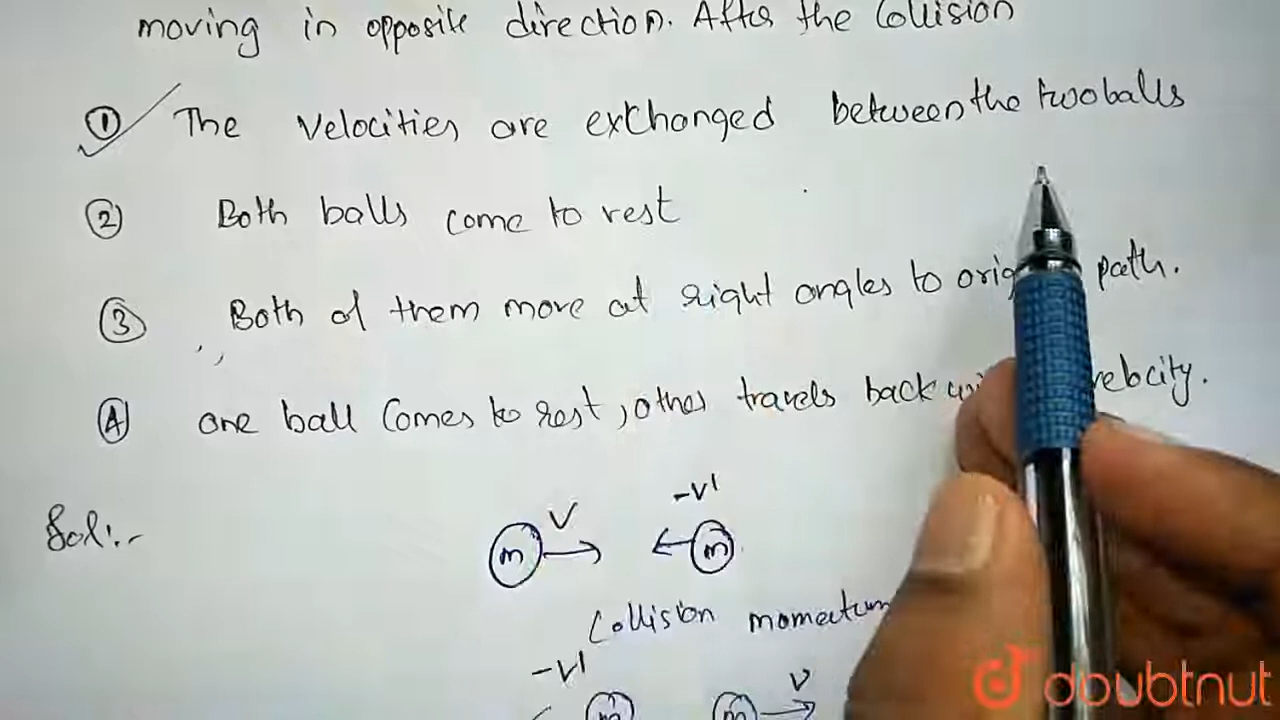 moving in opposite direction. After the Collision
① The velocities are exchanged between the two balls
② Both balls come to rest
③ Both of them move at right angles to path.
④ one ball Comes to rest, other travels back velocity.
Sol:-
V -V'
m m
Collision momentum
-V' V
m m
doubtnut